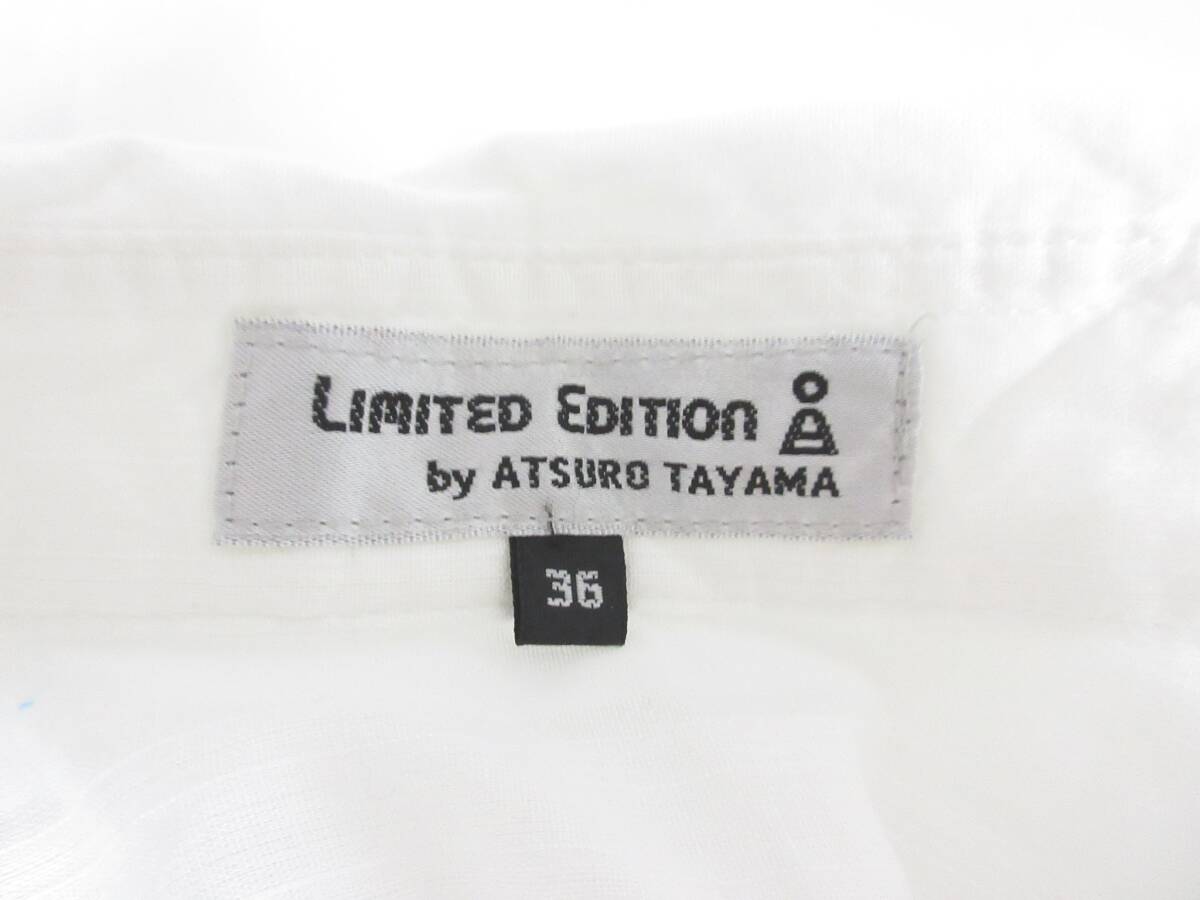 LIMITED EDITION
by ATSURO TAYAMA
36